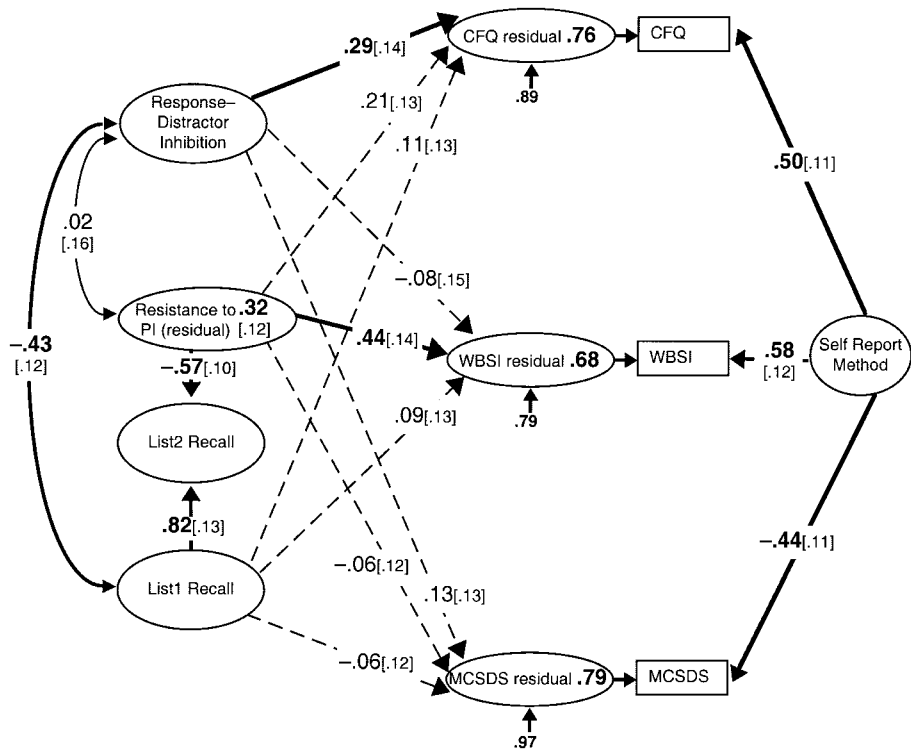 CFQ residual .76
CFQ
.29[.14]
.89
.21[.13]
Response–
Distractor
Inhibition
.11[.13]
.50[.11]
.02
[.16]
–.08[.15]
Resistance to .32
PI (residual) [.12]
–.43
[.12]
.44[.14]
WBSI residual .68
WBSI
.58
[.12]
Self Report
Method
–.57[.10]
.79
.09[.13]
List2 Recall
.82[.13]
–.44[.11]
–.06[.12]
List1 Recall
.13[.13]
–.06[.12]
MCSDS residual .79
MCSDS
.97